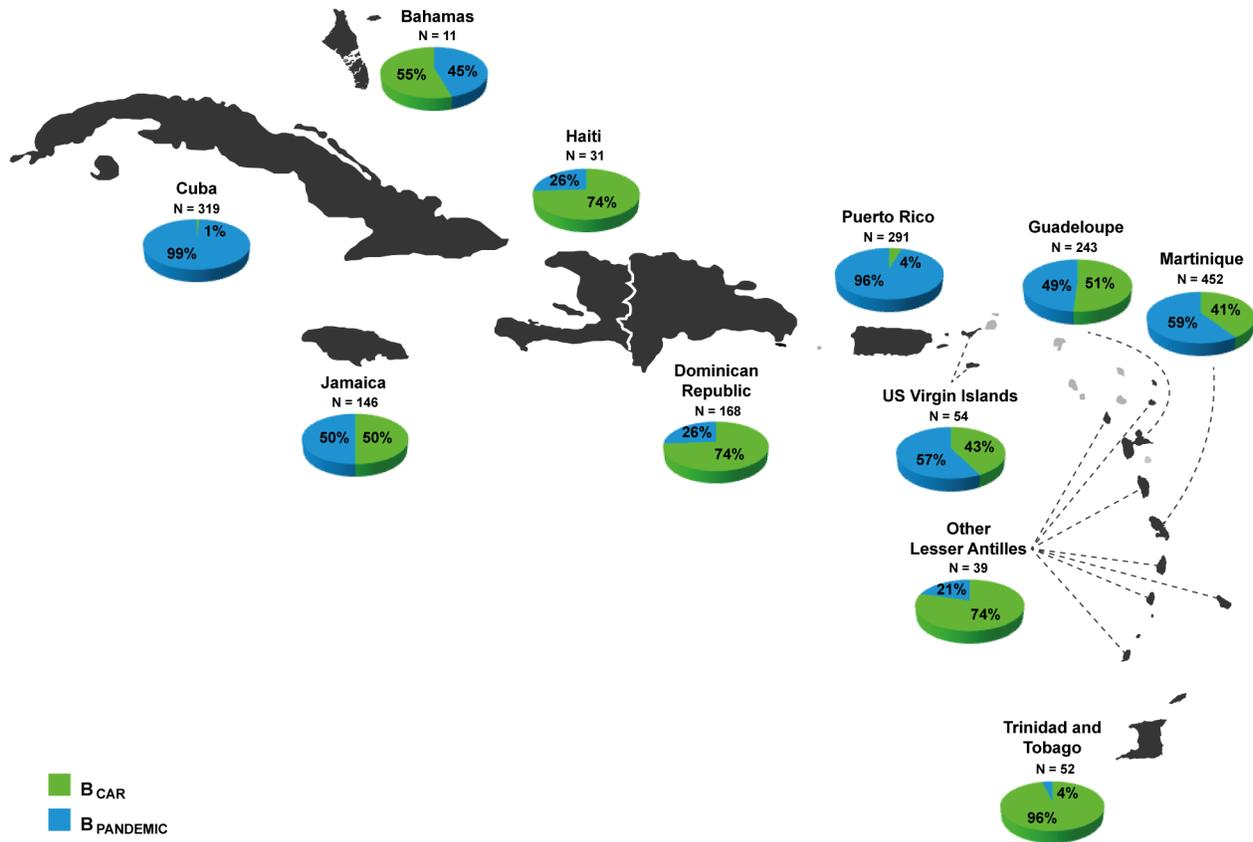 Bahamas
N = 11
55%
45%
Haiti
N = 31
26%
74%
Cuba
N = 319
1%
99%
Puerto Rico
N = 291
4%
96%
Guadeloupe
N = 243
49%
51%
Martinique
N = 452
41%
59%
Jamaica
N = 146
50%
50%
Dominican
Republic
N = 168
26%
74%
US Virgin Islands
N = 54
43%
57%
Other
Lesser Antilles
N = 39
21%
74%
Trinidad and
Tobago
N = 52
4%
96%
B CAR
B PANDEMIC